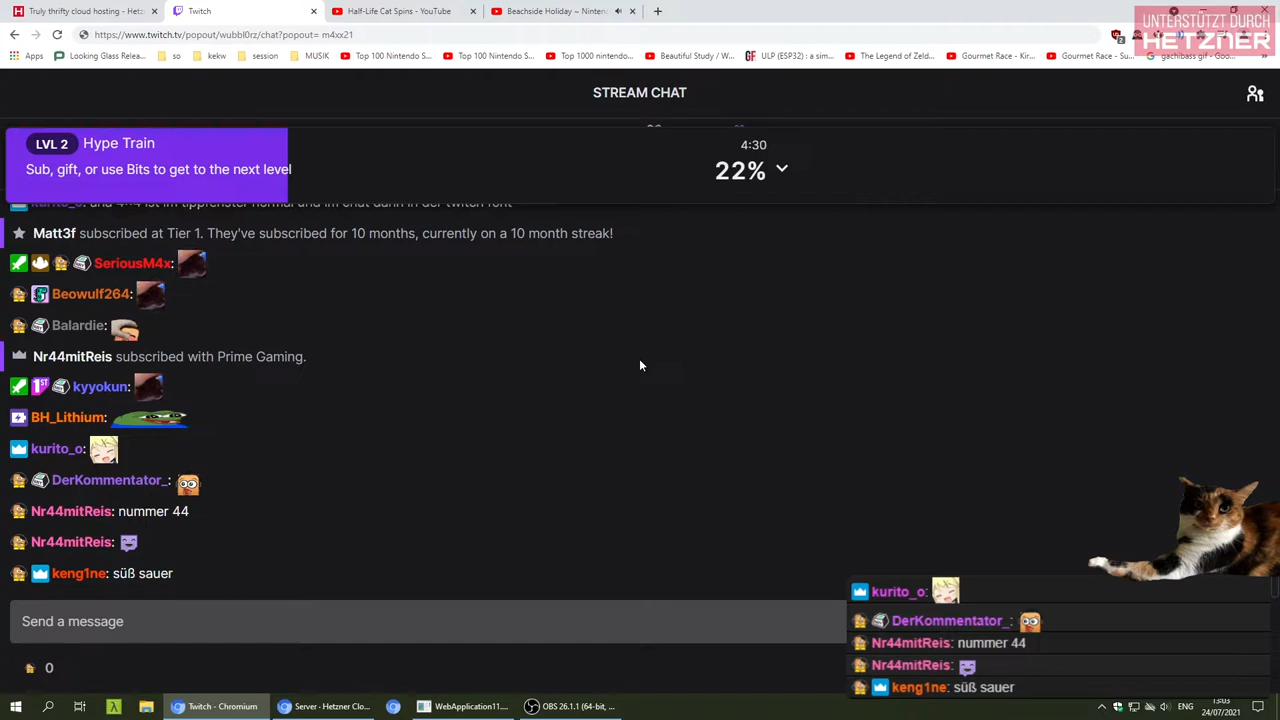 Truly thrifty cloud hosting - Hetz
Twitch
Half-Life Cat Spins - YouTube
Beachside Holiday ~ Ninten
UNTERSTÜTZT DURCH
HETZNER
https://www.twitch.tv/popout/wubbl0rz/chat?popout= m4xx21
Apps
Looking Glass Relea...
so
kekw
session
MUSIK
Top 100 Nintendo S...
Top 100 Nintendo S...
Top 1000 nintendo...
Beautiful Study / W...
ULP (ESP32) : a sim...
The Legend of Zeld...
Gourmet Race - Kir...
Gourmet Race - Su...
gachibass gif - Goo...
STREAM CHAT
LVL 2 Hype Train
Sub, gift, or use Bits to get to the next level
4:30
22%
Matt3f subscribed at Tier 1. They've subscribed for 10 months, currently on a 10 month streak!
SeriousM4x:
Beowulf264:
Balardie:
Nr44mitReis subscribed with Prime Gaming.
1ST kyyokun:
BH_Lithium:
kurito_o:
DerKommentator_:
Nr44mitReis: nummer 44
Nr44mitReis:
keng1ne: süß sauer
Send a message
0
kurito_o:
DerKommentator_:
Nr44mitReis: nummer 44
Nr44mitReis:
keng1ne: süß sauer
Twitch - Chromium
Server · Hetzner Clo...
WebApplication11...
OBS 26.1.1 (64-bit, ...
13:03
24/07/2021